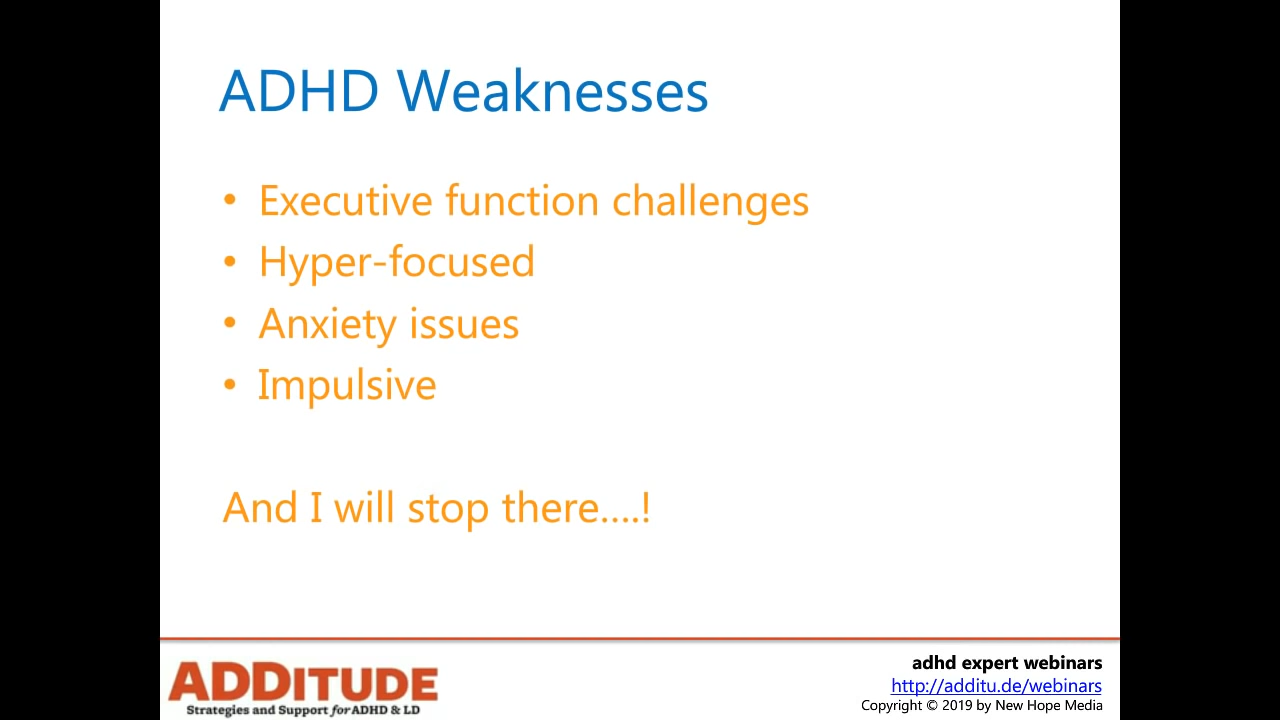 ADHD Weaknesses
• Executive function challenges
• Hyper-focused
• Anxiety issues
• Impulsive
And I will stop there....!
ADDITUDE
Strategies and Support for ADHD & LD
adhd expert webinars
http://additu.de/webinars
Copyright © 2019 by New Hope Media